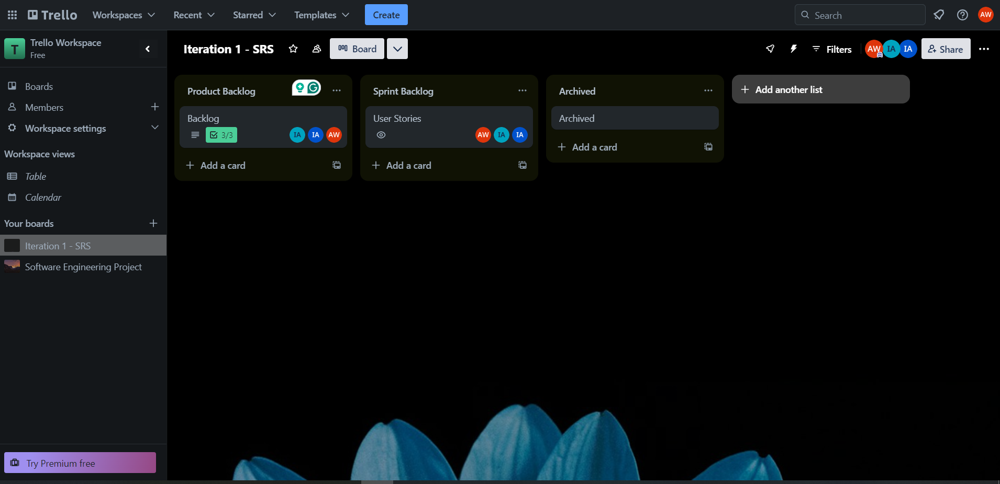 Trello Workspaces Recent Starred Templates Create Search AW
T Trello Workspace
Free
Iteration 1 - SRS Board Filters AW IA IA Share
Boards
Members
Workspace settings
Workspace views
Table
Calendar
Your boards
Iteration 1 - SRS
Software Engineering Project
Try Premium free
Product Backlog
Backlog
3/3 IA IA AW
Add a card
Sprint Backlog
User Stories
AW IA IA
Add a card
Archived
Archived
Add a card
Add another list